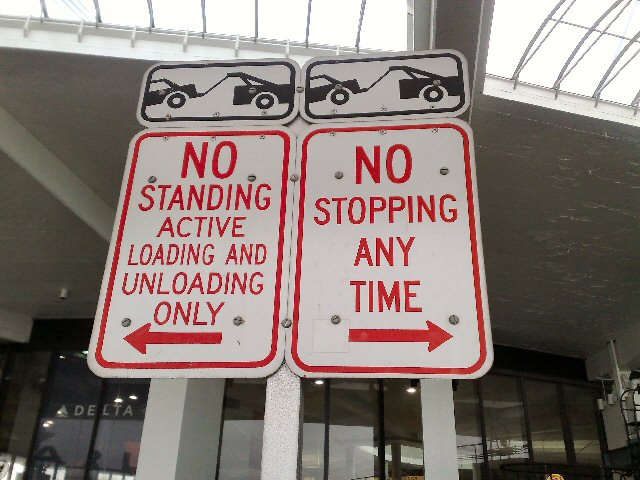 NO
STANDING
ACTIVE
LOADING AND
UNLOADING
ONLY
NO
STOPPING
ANY
TIME
DELTA